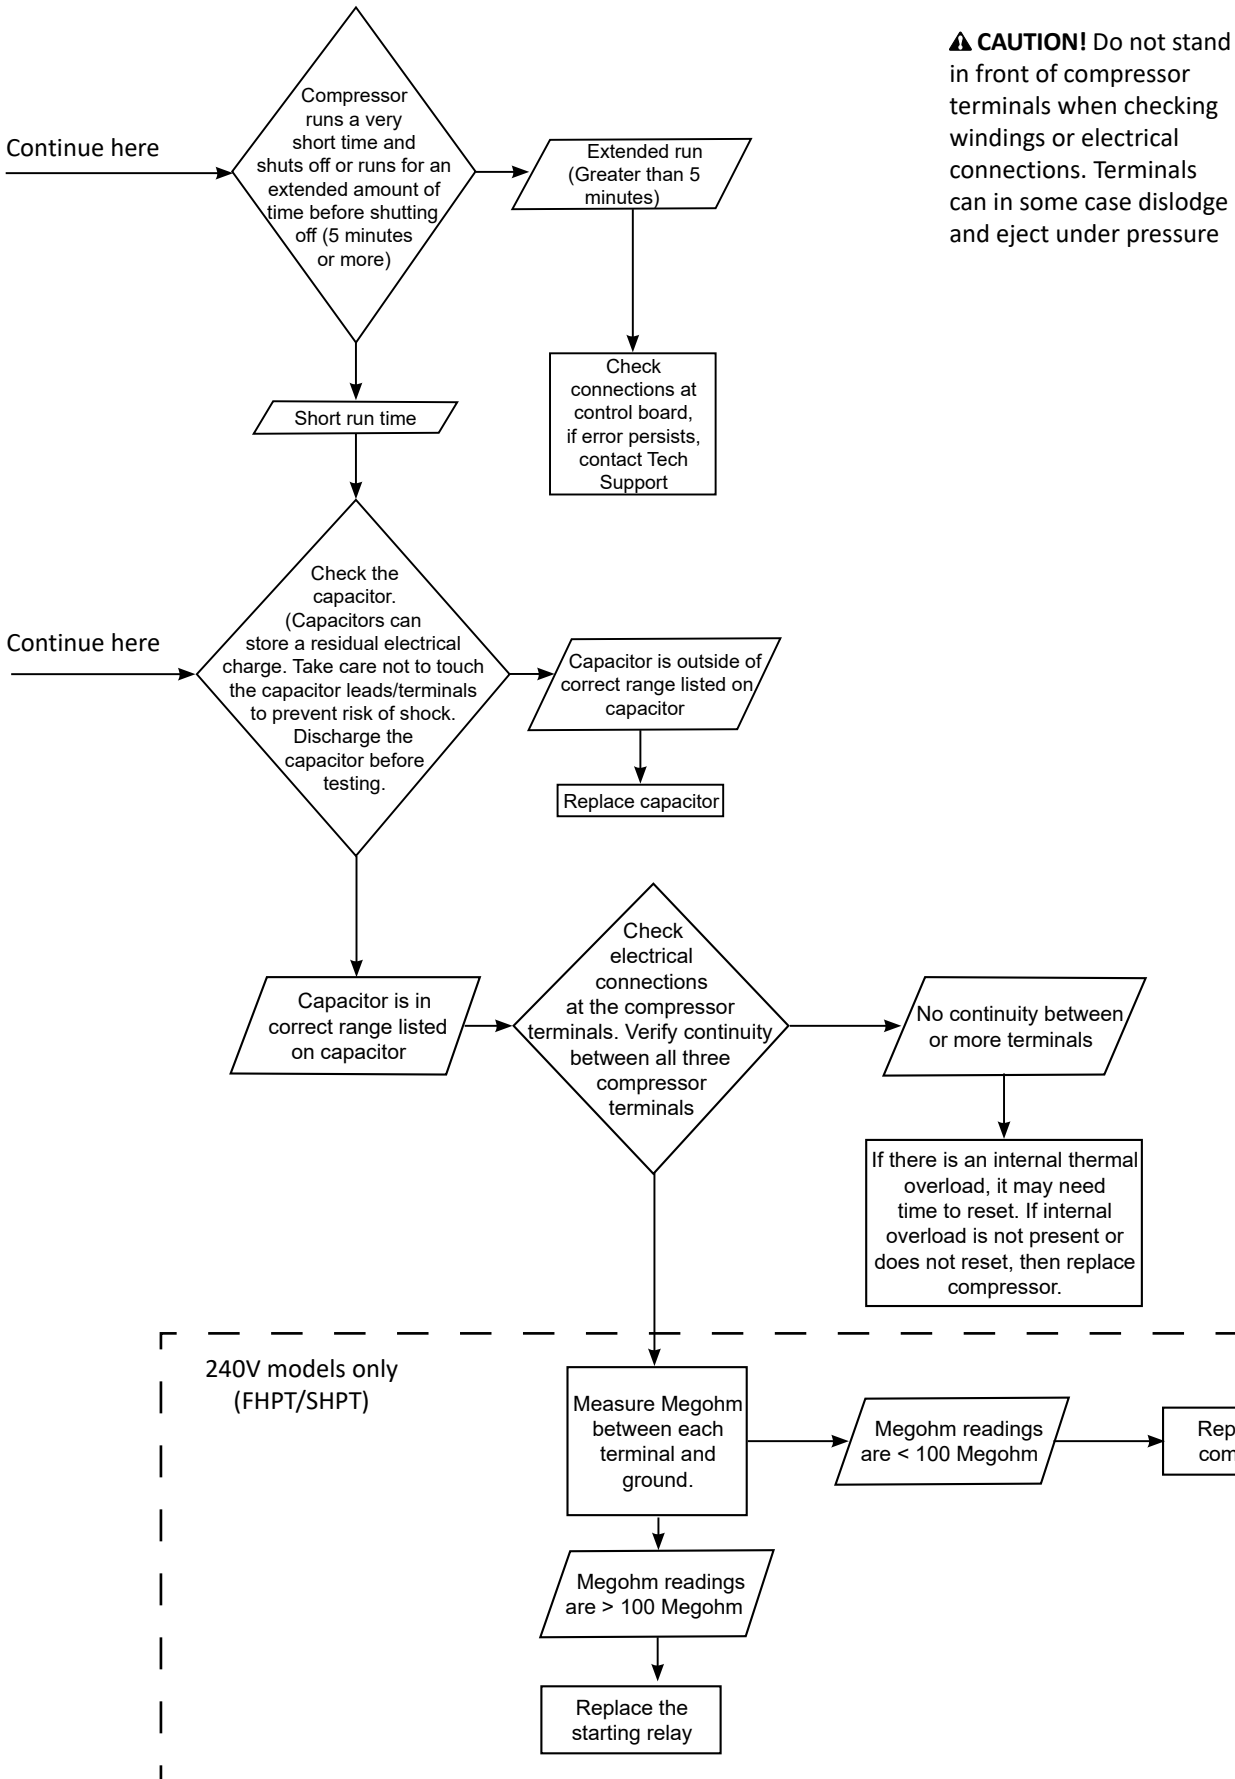 ⚠ CAUTION! Do not stand
in front of compressor
terminals when checking
windings or electrical
connections. Terminals
can in some case dislodge
and eject under pressure
Continue here
Compressor
runs a very
short time and
shuts off or runs for an
extended amount of
time before shutting
off (5 minutes
or more)
Extended run
(Greater than 5
minutes)
Check
connections at
control board,
if error persists,
contact Tech
Support
Short run time
Continue here
Check the
capacitor.
(Capacitors can
store a residual electrical
charge. Take care not to touch
the capacitor leads/terminals
to prevent risk of shock.
Discharge the
capacitor before
testing.
Capacitor is outside of
correct range listed on
capacitor
Replace capacitor
Capacitor is in
correct range listed
on capacitor
Check
electrical
connections
at the compressor
terminals. Verify continuity
between all three
compressor
terminals
No continuity between
or more terminals
If there is an internal thermal
overload, it may need
time to reset. If internal
overload is not present or
does not reset, then replace
compressor.
240V models only
(FHPT/SHPT)
Measure Megohm
between each
terminal and
ground.
Megohm readings
are < 100 Megohm
Rep
com
Megohm readings
are > 100 Megohm
Replace the
starting relay